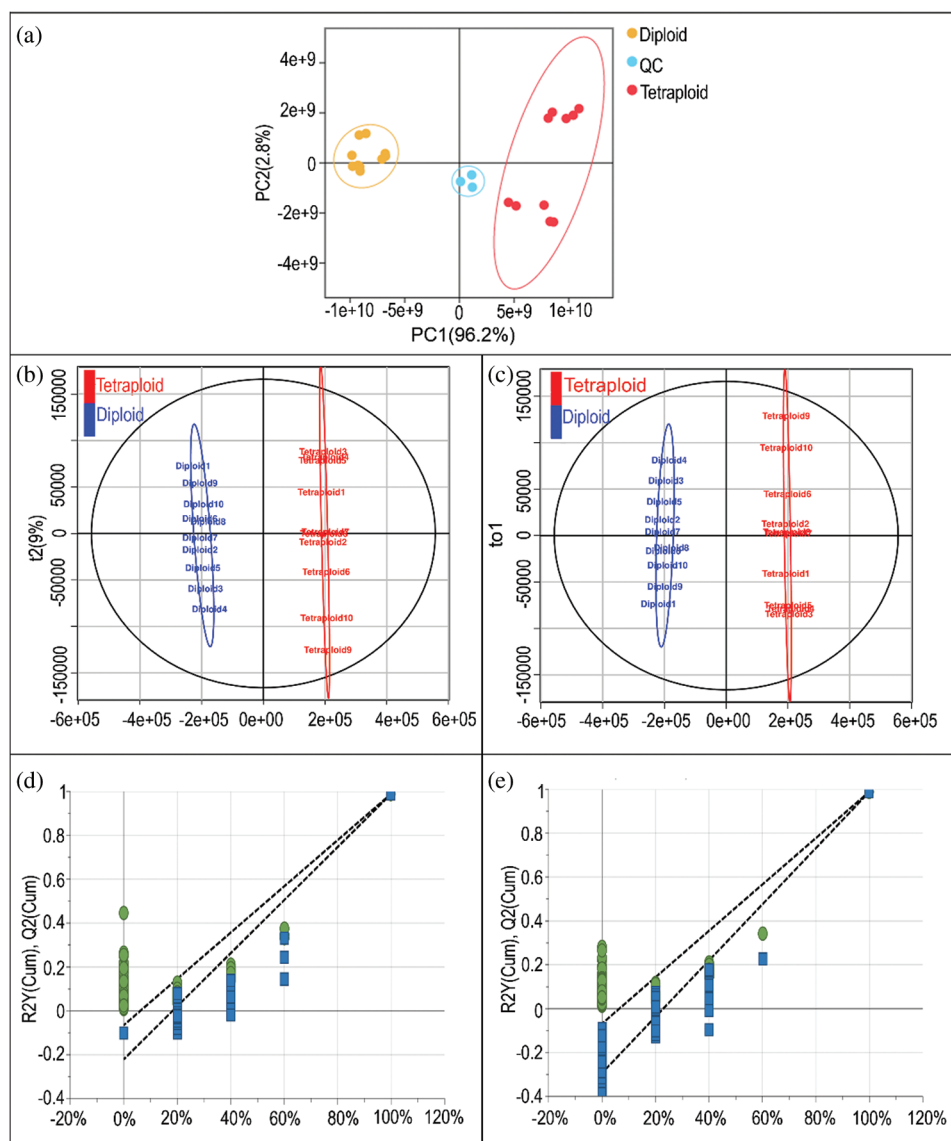 (a)
Diploid
QC
Tetraploid
4e+9
2e+9
0
-2e+9
-4e+9
PC2(2.8%)
-1e+10
-5e+9
0
5e+9
1e+10
PC1(96.2%)
(b)
Tetraploid
Diploid
t2(9%)
150000
50000
0
-50000
-150000
Diploid1
Diploid9
Diploid10
Diploid8
Diploid7
Diploid2
Diploid5
Diploid3
Diploid4
Tetraploid3
Tetraploid5
Tetraploid1
Tetraploid2
Tetraploid6
Tetraploid10
Tetraploid9
-6e+05
-4e+05
-2e+05
0e+00
2e+05
4e+05
6e+05
(c)
Tetraploid
Diploid
to1
150000
50000
0
-50000
-150000
Diploid4
Diploid3
Diploid5
Diploid2
Diploid7
Diploid8
Diploid10
Diploid9
Diploid1
Tetraploid9
Tetraploid10
Tetraploid6
Tetraploid2
Tetraploid1
Tetraploid5
Tetraploid3
-6e+05
-4e+05
-2e+05
0e+00
2e+05
4e+05
6e+05
(d)
R2Y(Cum), Q2(Cum)
1
0.8
0.6
0.4
0.2
0
-0.2
-0.4
-20%
0%
20%
40%
60%
80%
100%
120%
(e)
R2Y(Cum), Q2(Cum)
1
0.8
0.6
0.4
0.2
0
-0.2
-0.4
-20%
0%
20%
40%
60%
80%
100%
120%